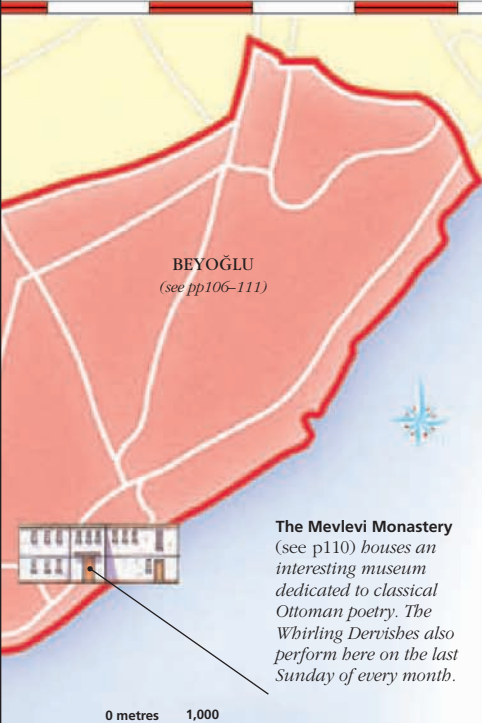 BEYOĞLU
(see pp106–111)
The Mevlevi Monastery
(see p110) houses an
interesting museum
dedicated to classical
Ottoman poetry. The
Whirling Dervishes also
perform here on the last
Sunday of every month.
0 metres 1,000